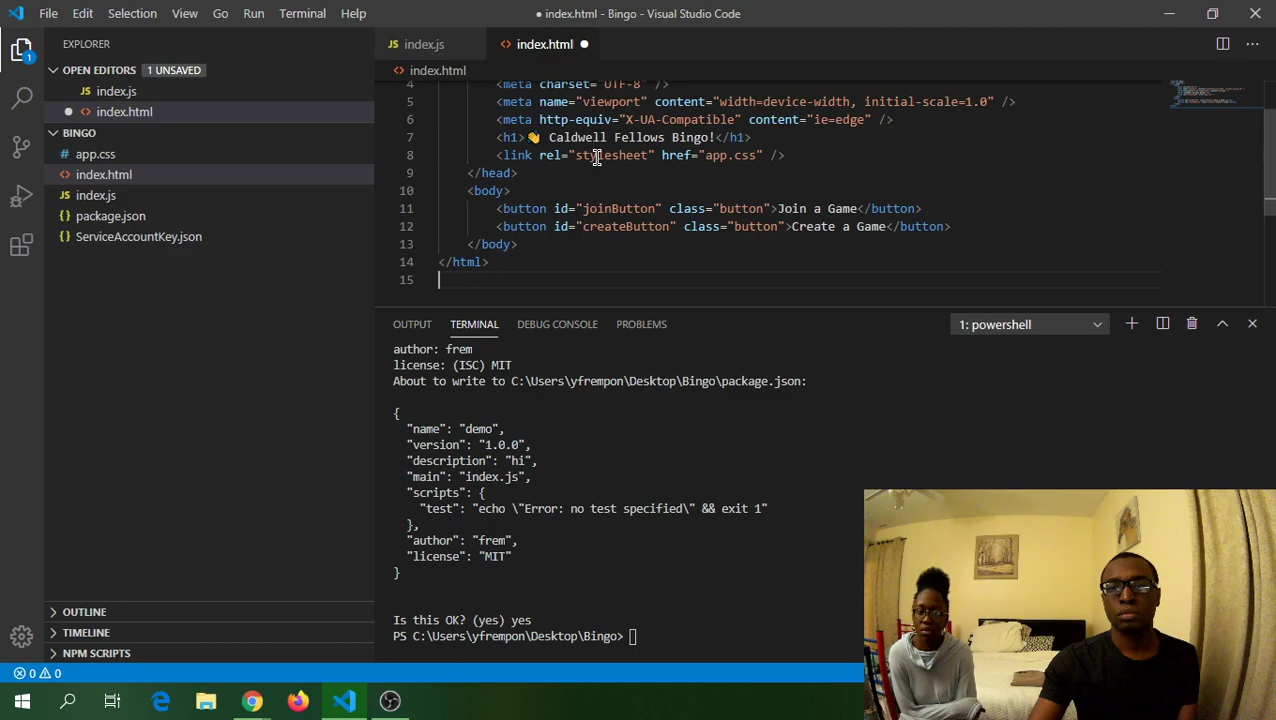 File Edit Selection View Go Run Terminal Help
● index.html - Bingo - Visual Studio Code
EXPLORER
OPEN EDITORS 1 UNSAVED
JS index.js
● <> index.html
BINGO
# app.css
<> index.html
JS index.js
{} package.json
{} ServiceAccountKey.json
OUTLINE
TIMELINE
NPM SCRIPTS
1
JS index.js <> index.html ●
<> index.html
4 <meta charset="UTF-8" />
5 <meta name="viewport" content="width=device-width, initial-scale=1.0" />
6 <meta http-equiv="X-UA-Compatible" content="ie=edge" />
7 <h1>👋 Caldwell Fellows Bingo!</h1>
8 <link rel="stylesheet" href="app.css" />
9 </head>
10 <body>
11 <button id="joinButton" class="button">Join a Game</button>
12 <button id="createButton" class="button">Create a Game</button>
13 </body>
14 </html>
15
OUTPUT TERMINAL DEBUG CONSOLE PROBLEMS 1: powershell
author: frem
license: (ISC) MIT
About to write to C:\Users\yfrempon\Desktop\Bingo\package.json:
{
"name": "demo",
"version": "1.0.0",
"description": "hi",
"main": "index.js",
"scripts": {
"test": "echo \"Error: no test specified\" && exit 1"
},
"author": "frem",
"license": "MIT"
}
Is this OK? (yes) yes
PS C:\Users\yfrempon\Desktop\Bingo>
0 0